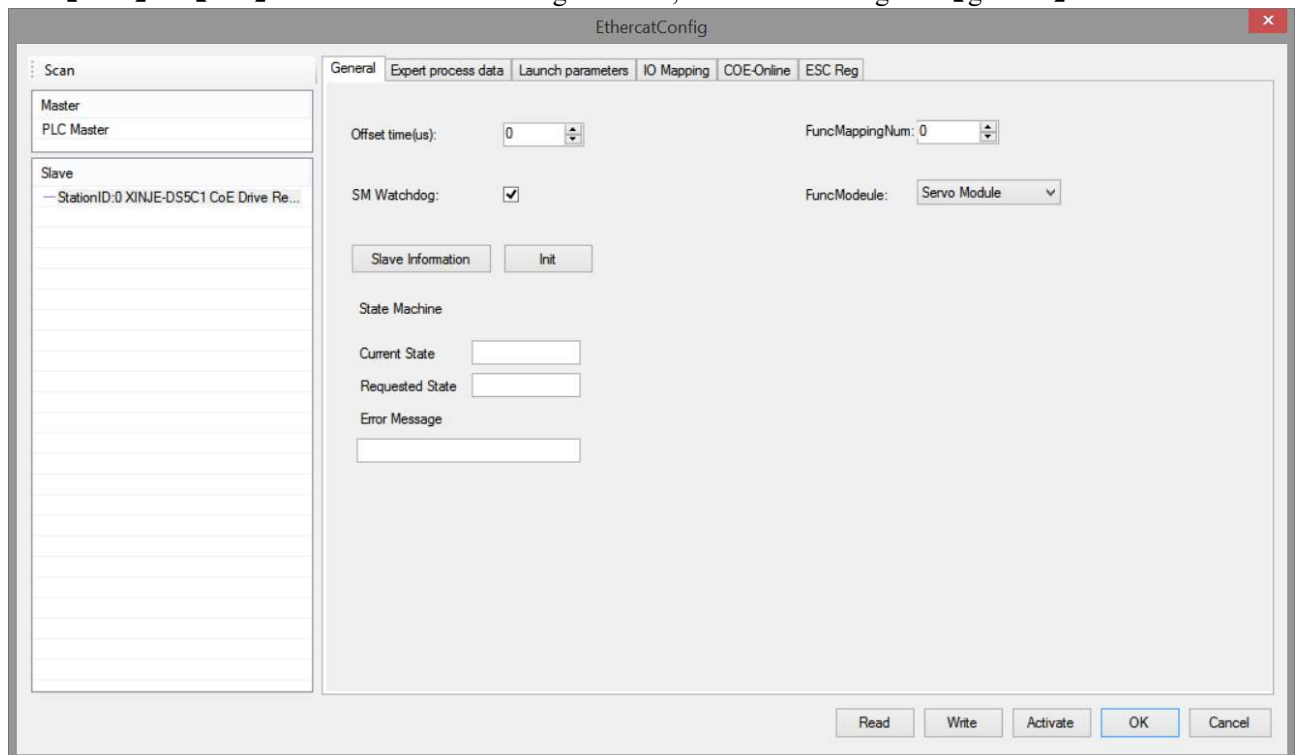 EthercatConfig
Scan
Master
PLC Master
Slave
StationID:0 XINJE-DS5C1 CoE Drive Re...
General Expert process data Launch parameters IO Mapping COE-Online ESC Reg
Offset time(us): 0 FuncMappingNum: 0
SM Watchdog: FuncModeule: Servo Module
Slave Information Init
State Machine
Current State
Requested State
Error Message
Read Write Activate OK Cancel